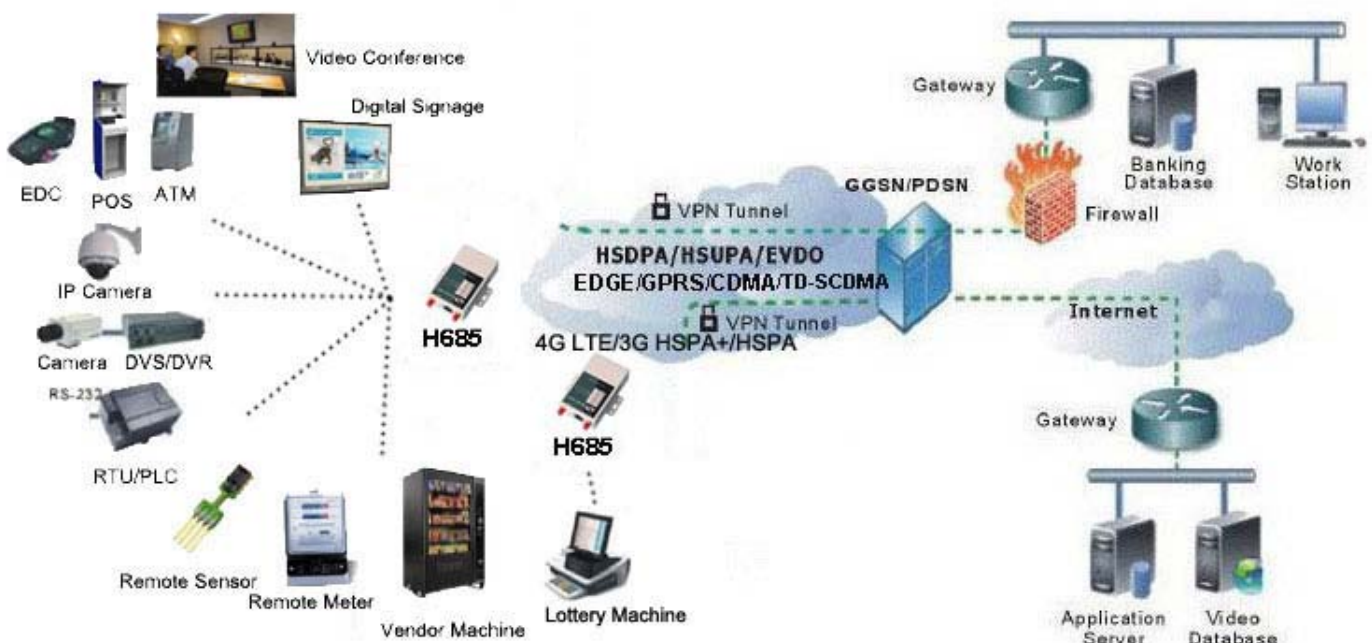 Video Conference
Digital Signage
EDC
POS
ATM
IP Camera
Camera
DVS/DVR
RS-232
RTU/PLC
Remote Sensor
Remote Meter
Vendor Machine
Lottery Machine
H685
H685
VPN Tunnel
HSDPA/HSUPA/EVDO
EDGE/GPRS/CDMA/TD-SCDMA
VPN Tunnel
4G LTE/3G HSPA+/HSPA
GGSN/PDSN
Gateway
Firewall
Banking
Database
Work
Station
Internet
Gateway
Application
Server
Video
Database